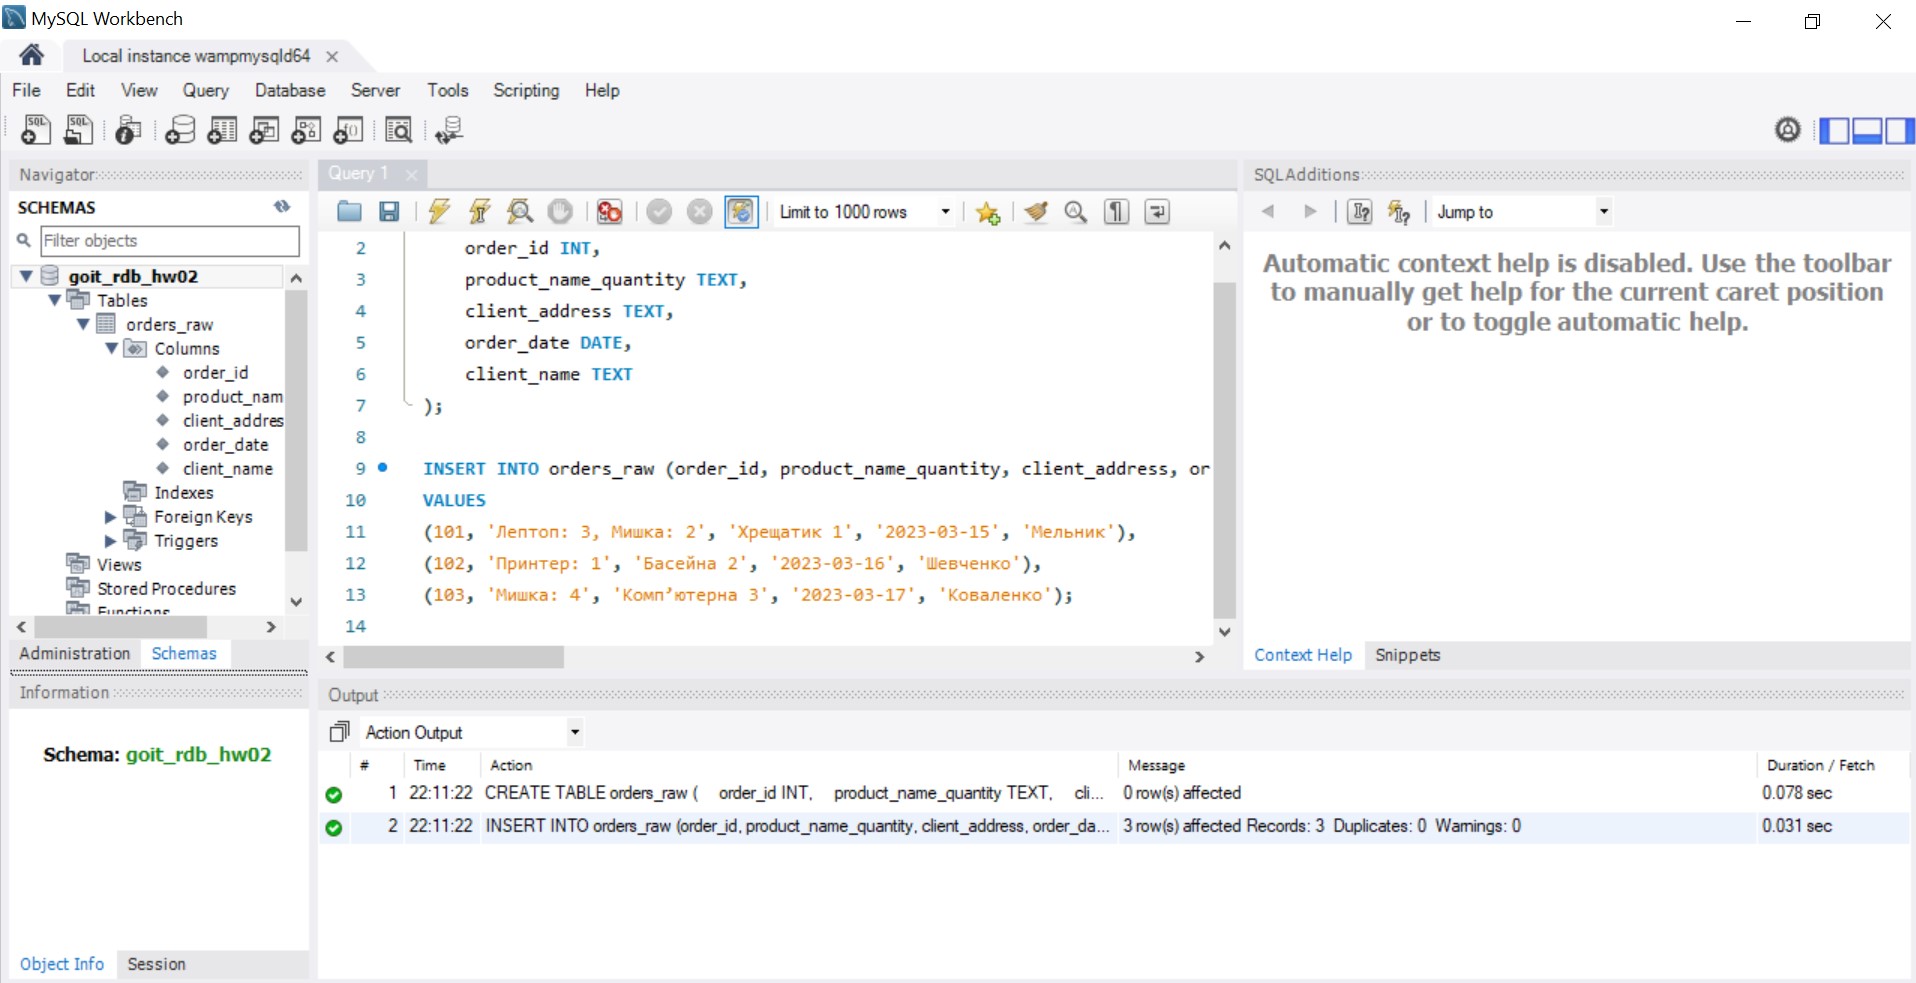 MySQL Workbench
Local instance wampmysqld64
File Edit View Query Database Server Tools Scripting Help
Navigator
SCHEMAS
Filter objects
goit_rdb_hw02
Tables
orders_raw
Columns
order_id
product_nam
client_addres
order_date
client_name
Indexes
Foreign Keys
Triggers
Views
Stored Procedures
Functions
Administration Schemas
Information
Schema: goit_rdb_hw02
Object Info Session
Query 1
Limit to 1000 rows
2 order_id INT,
3 product_name_quantity TEXT,
4 client_address TEXT,
5 order_date DATE,
6 client_name TEXT
7 );
8
9 INSERT INTO orders_raw (order_id, product_name_quantity, client_address, or
10 VALUES
11 (101, 'Лептоп: 3, Мишка: 2', 'Хрещатик 1', '2023-03-15', 'Мельник'),
12 (102, 'Принтер: 1', 'Басейна 2', '2023-03-16', 'Шевченко'),
13 (103, 'Мишка: 4', 'Комп’ютерна 3', '2023-03-17', 'Коваленко');
14
SQLAdditions
Jump to
Automatic context help is disabled. Use the toolbar
to manually get help for the current caret position
or to toggle automatic help.
Context Help Snippets
Output
Action Output
# Time Action Message Duration / Fetch
1 22:11:22 CREATE TABLE orders_raw ( order_id INT, product_name_quantity TEXT, cli... 0 row(s) affected 0.078 sec
2 22:11:22 INSERT INTO orders_raw (order_id, product_name_quantity, client_address, order_da... 3 row(s) affected Records: 3 Duplicates: 0 Warnings: 0 0.031 sec